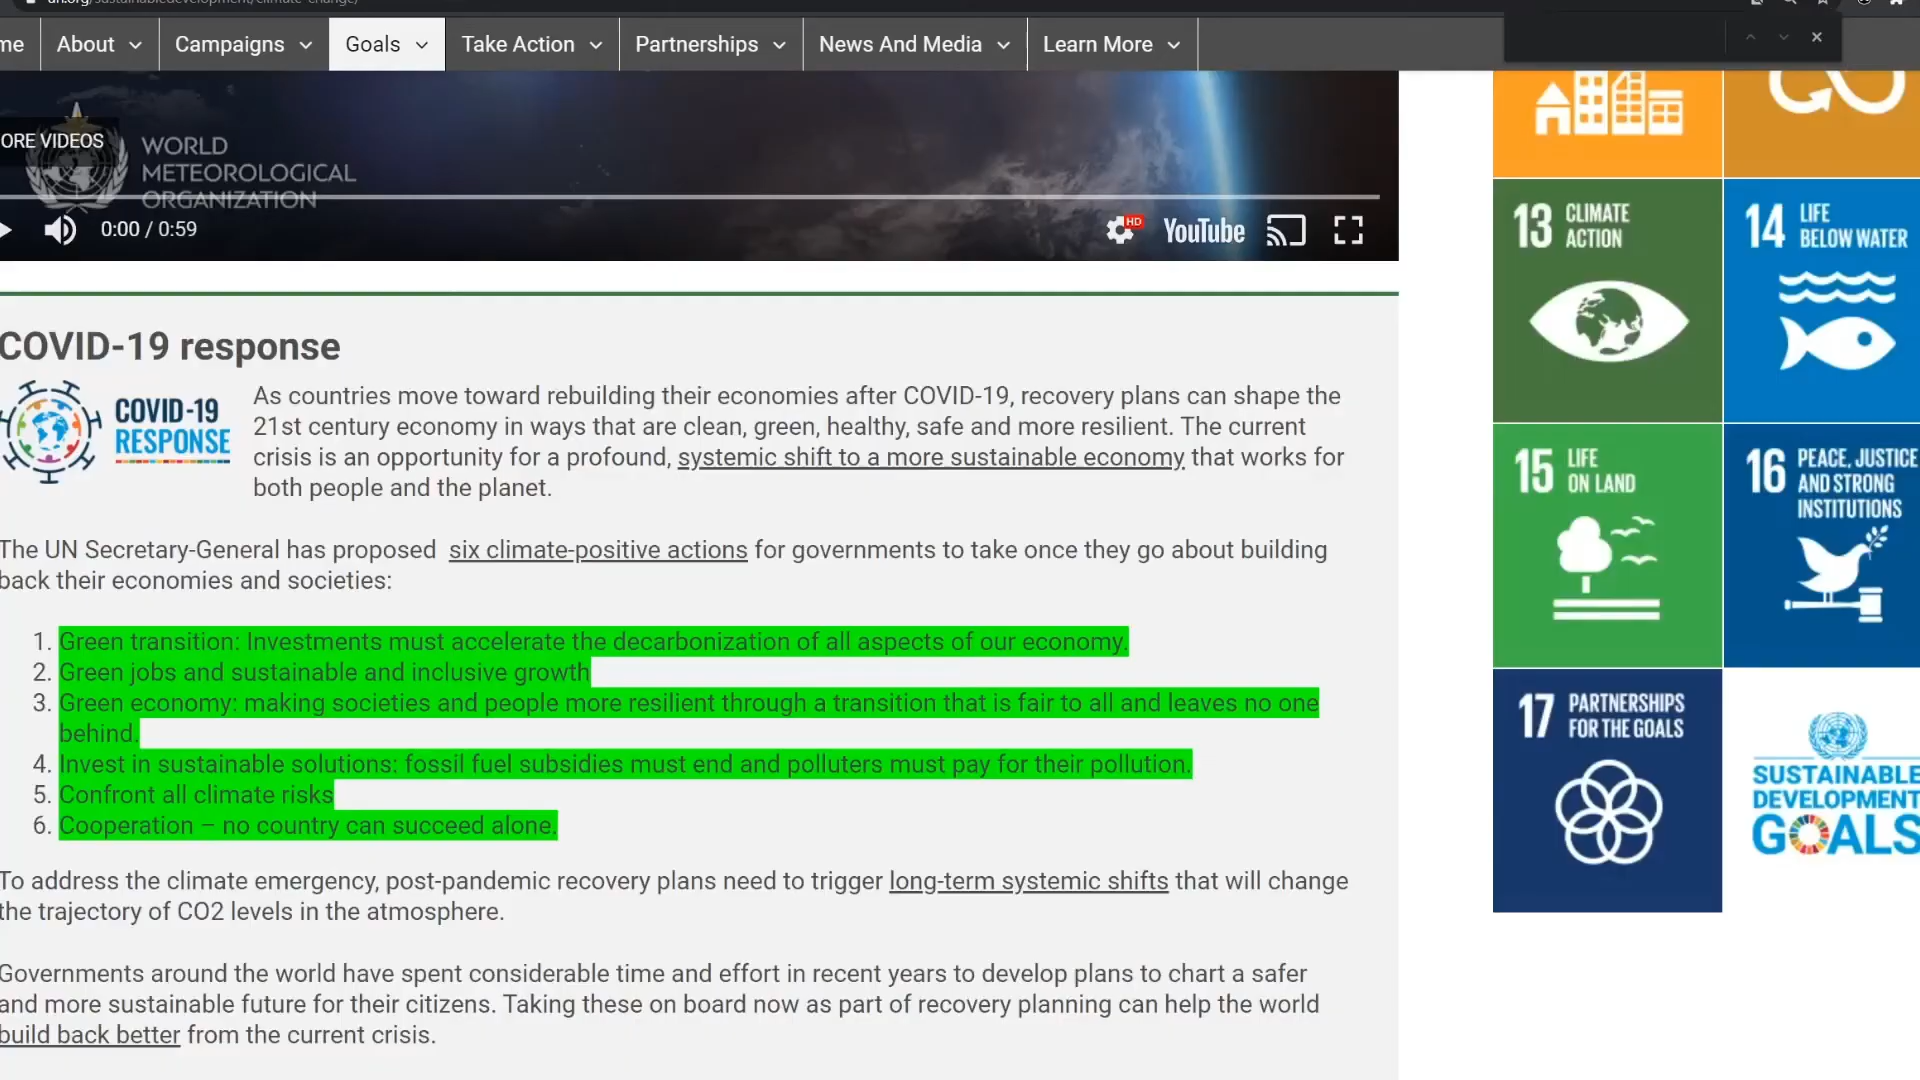 un.org/sustainabledevelopment/climate-change/
me About Campaigns Goals Take Action Partnerships News And Media Learn More
ORE VIDEOS
WORLD
METEOROLOGICAL
ORGANIZATION
0:00 / 0:59
HD
YouTube
COVID-19 response
COVID-19
RESPONSE
As countries move toward rebuilding their economies after COVID-19, recovery plans can shape the
21st century economy in ways that are clean, green, healthy, safe and more resilient. The current
crisis is an opportunity for a profound, systemic shift to a more sustainable economy that works for
both people and the planet.
The UN Secretary-General has proposed six climate-positive actions for governments to take once they go about building
back their economies and societies:
1. Green transition: Investments must accelerate the decarbonization of all aspects of our economy.
2. Green jobs and sustainable and inclusive growth
3. Green economy: making societies and people more resilient through a transition that is fair to all and leaves no one
behind.
4. Invest in sustainable solutions: fossil fuel subsidies must end and polluters must pay for their pollution.
5. Confront all climate risks
6. Cooperation – no country can succeed alone.
To address the climate emergency, post-pandemic recovery plans need to trigger long-term systemic shifts that will change
the trajectory of CO2 levels in the atmosphere.
Governments around the world have spent considerable time and effort in recent years to develop plans to chart a safer
and more sustainable future for their citizens. Taking these on board now as part of recovery planning can help the world
build back better from the current crisis.
13 CLIMATE
ACTION
14 LIFE
BELOW WATER
15 LIFE
ON LAND
16 PEACE, JUSTICE
AND STRONG
INSTITUTIONS
17 PARTNERSHIPS
FOR THE GOALS
SUSTAINABLE
DEVELOPMENT
GOALS